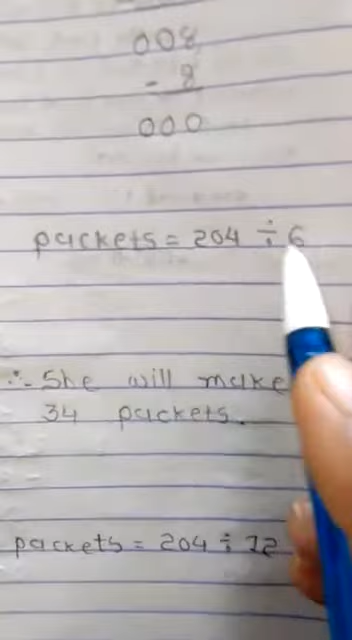 008
- 8
000
packets = 204 ÷ 6
∴ She will make
34 packets.
packets = 204 ÷ 12